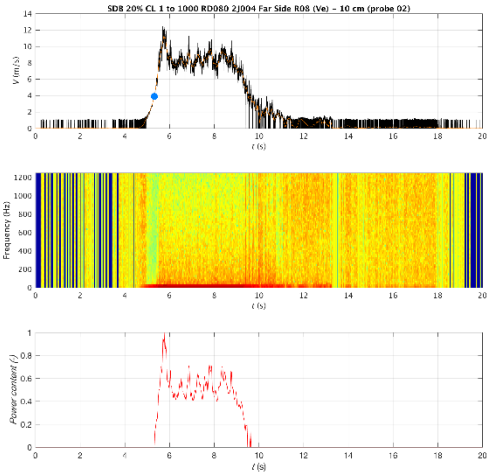 SDB 20% CL 1 to 1000 RD080 2J004 Far Side R08 (Ve) – 10 cm (probe 02)
14
12
10
8
6
4
2
0
V (m/s)
0 2 4 6 8 10 12 14 16 18 20
t (s)
1200
1000
800
600
400
200
0
Frequency (Hz)
0 2 4 6 8 10 12 14 16 18 20
t (s)
1
0.8
0.6
0.4
0.2
0
Power content (/)
0 2 4 6 8 10 12 14 16 18 20
t (s)